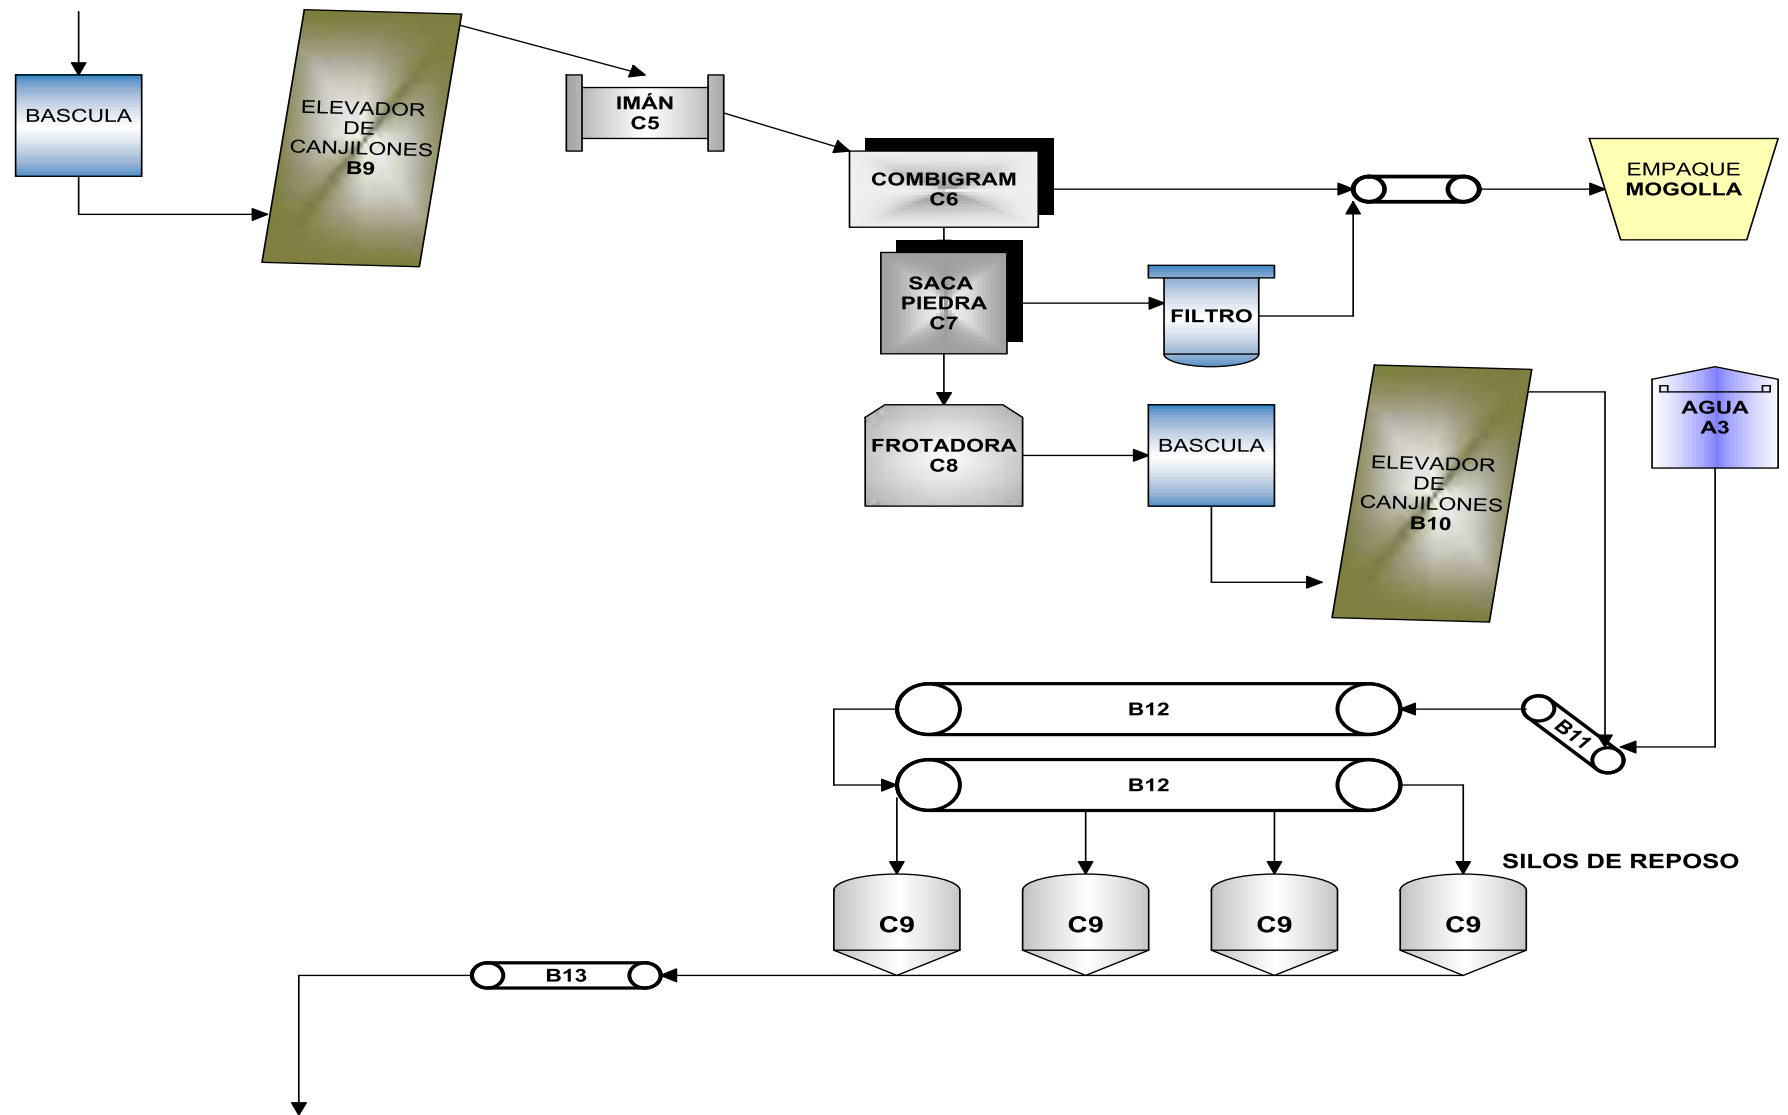 BASCULA
ELEVADOR
DE
CANJILONES
B9
IMÁN
C5
COMBIGRAM
C6
EMPAQUE
MOGOLLA
SACA
PIEDRA
C7
FILTRO
FROTADORA
C8
BASCULA
ELEVADOR
DE
CANJILONES
B10
AGUA
A3
B12
B11
B12
SILOS DE REPOSO
C9
C9
C9
C9
B13